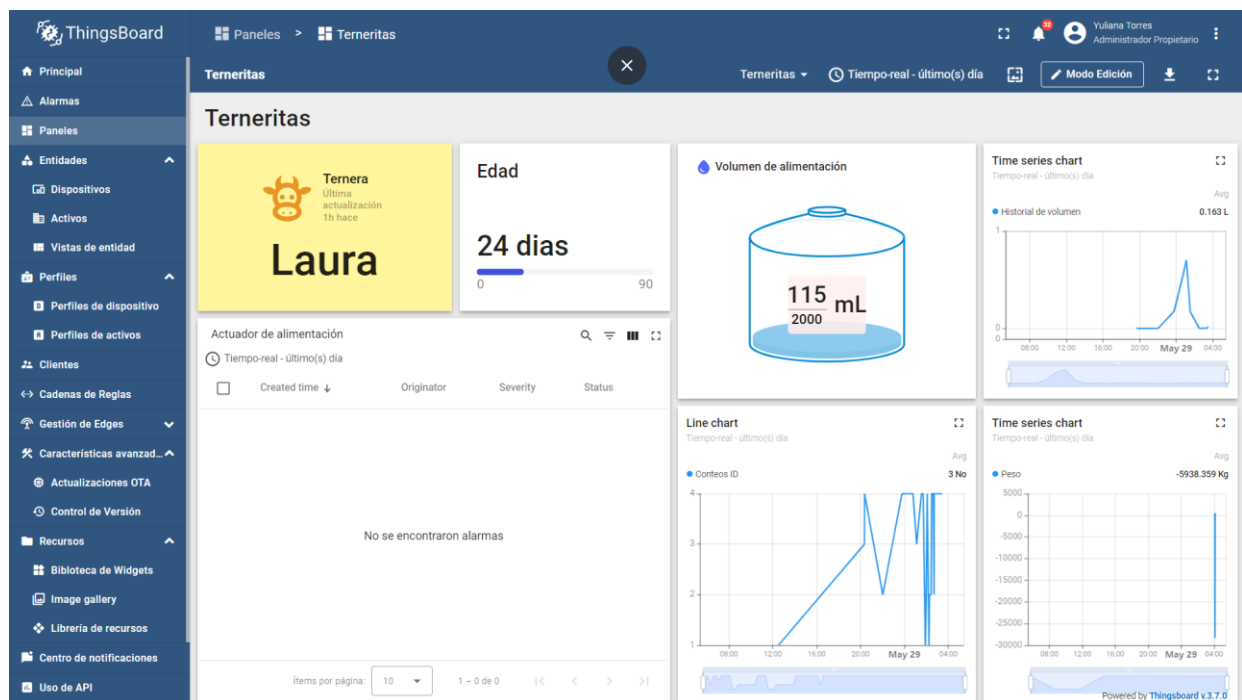 ThingsBoard
Paneles > Terneritas
32
Yuliana Torres
Administrador Propietario
Principal
Alarmas
Paneles
Entidades
Dispositivos
Activos
Vistas de entidad
Perfiles
Perfiles de dispositivo
Perfiles de activos
Clientes
Cadenas de Reglas
Gestión de Edges
Características avanzad...
Actualizaciones OTA
Control de Versión
Recursos
Biblioteca de Widgets
Image gallery
Librería de recursos
Centro de notificaciones
Uso de API
Terneritas
Terneritas
Tiempo-real - último(s) día
Modo Edición
Terneritas
Ternera
Última
actualización
1h hace
Laura
Edad
24 dias
0 90
Actuador de alimentación
Tiempo-real - último(s) día
Created time Originator Severity Status
No se encontraron alarmas
Ítems por página: 10 1 – 0 de 0
Volumen de alimentación
115
2000
mL
Time series chart
Tiempo-real - último(s) día
Avg
Historial de volumen 0.163 L
1
0
0
08:00 12:00 16:00 20:00 May 29 04:00
Line chart
Tiempo-real - último(s) día
Avg
Conteos ID 3 No
4
3
2
1
08:00 12:00 16:00 20:00 May 29 04:00
Time series chart
Tiempo-real - último(s) día
Avg
Peso -5938.359 Kg
5000
0
-5000
-10000
-15000
-20000
-25000
-30000
08:00 12:00 16:00 20:00 May 29 04:00
Powered by Thingsboard v.3.7.0